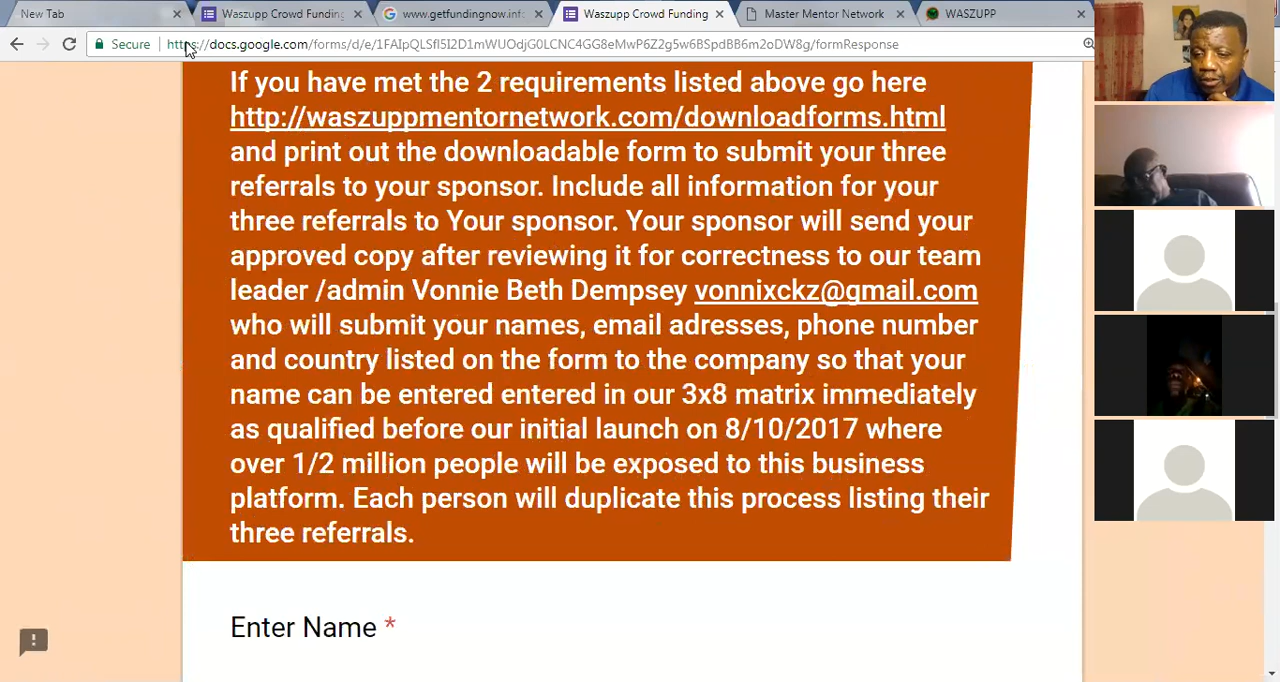 New Tab
Waszupp Crowd Funding
www.getfundingnow.inf
Waszupp Crowd Funding
Master Mentor Network
WASZUPP
Secure
https://docs.google.com/forms/d/e/1FAIpQLSfl5I2D1mWUOdjG0LCNC4GG8eMwP6Z2g5w6BSpdBB6m2oDW8g/formResponse
If you have met the 2 requirements listed above go here
http://waszuppmentornetwork.com/downloadforms.html
and print out the downloadable form to submit your three
referrals to your sponsor. Include all information for your
three referrals to Your sponsor. Your sponsor will send your
approved copy after reviewing it for correctness to our team
leader /admin Vonnie Beth Dempsey vonnixckz@gmail.com
who will submit your names, email adresses, phone number
and country listed on the form to the company so that your
name can be entered entered in our 3x8 matrix immediately
as qualified before our initial launch on 8/10/2017 where
over 1/2 million people will be exposed to this business
platform. Each person will duplicate this process listing their
three referrals.
Enter Name *